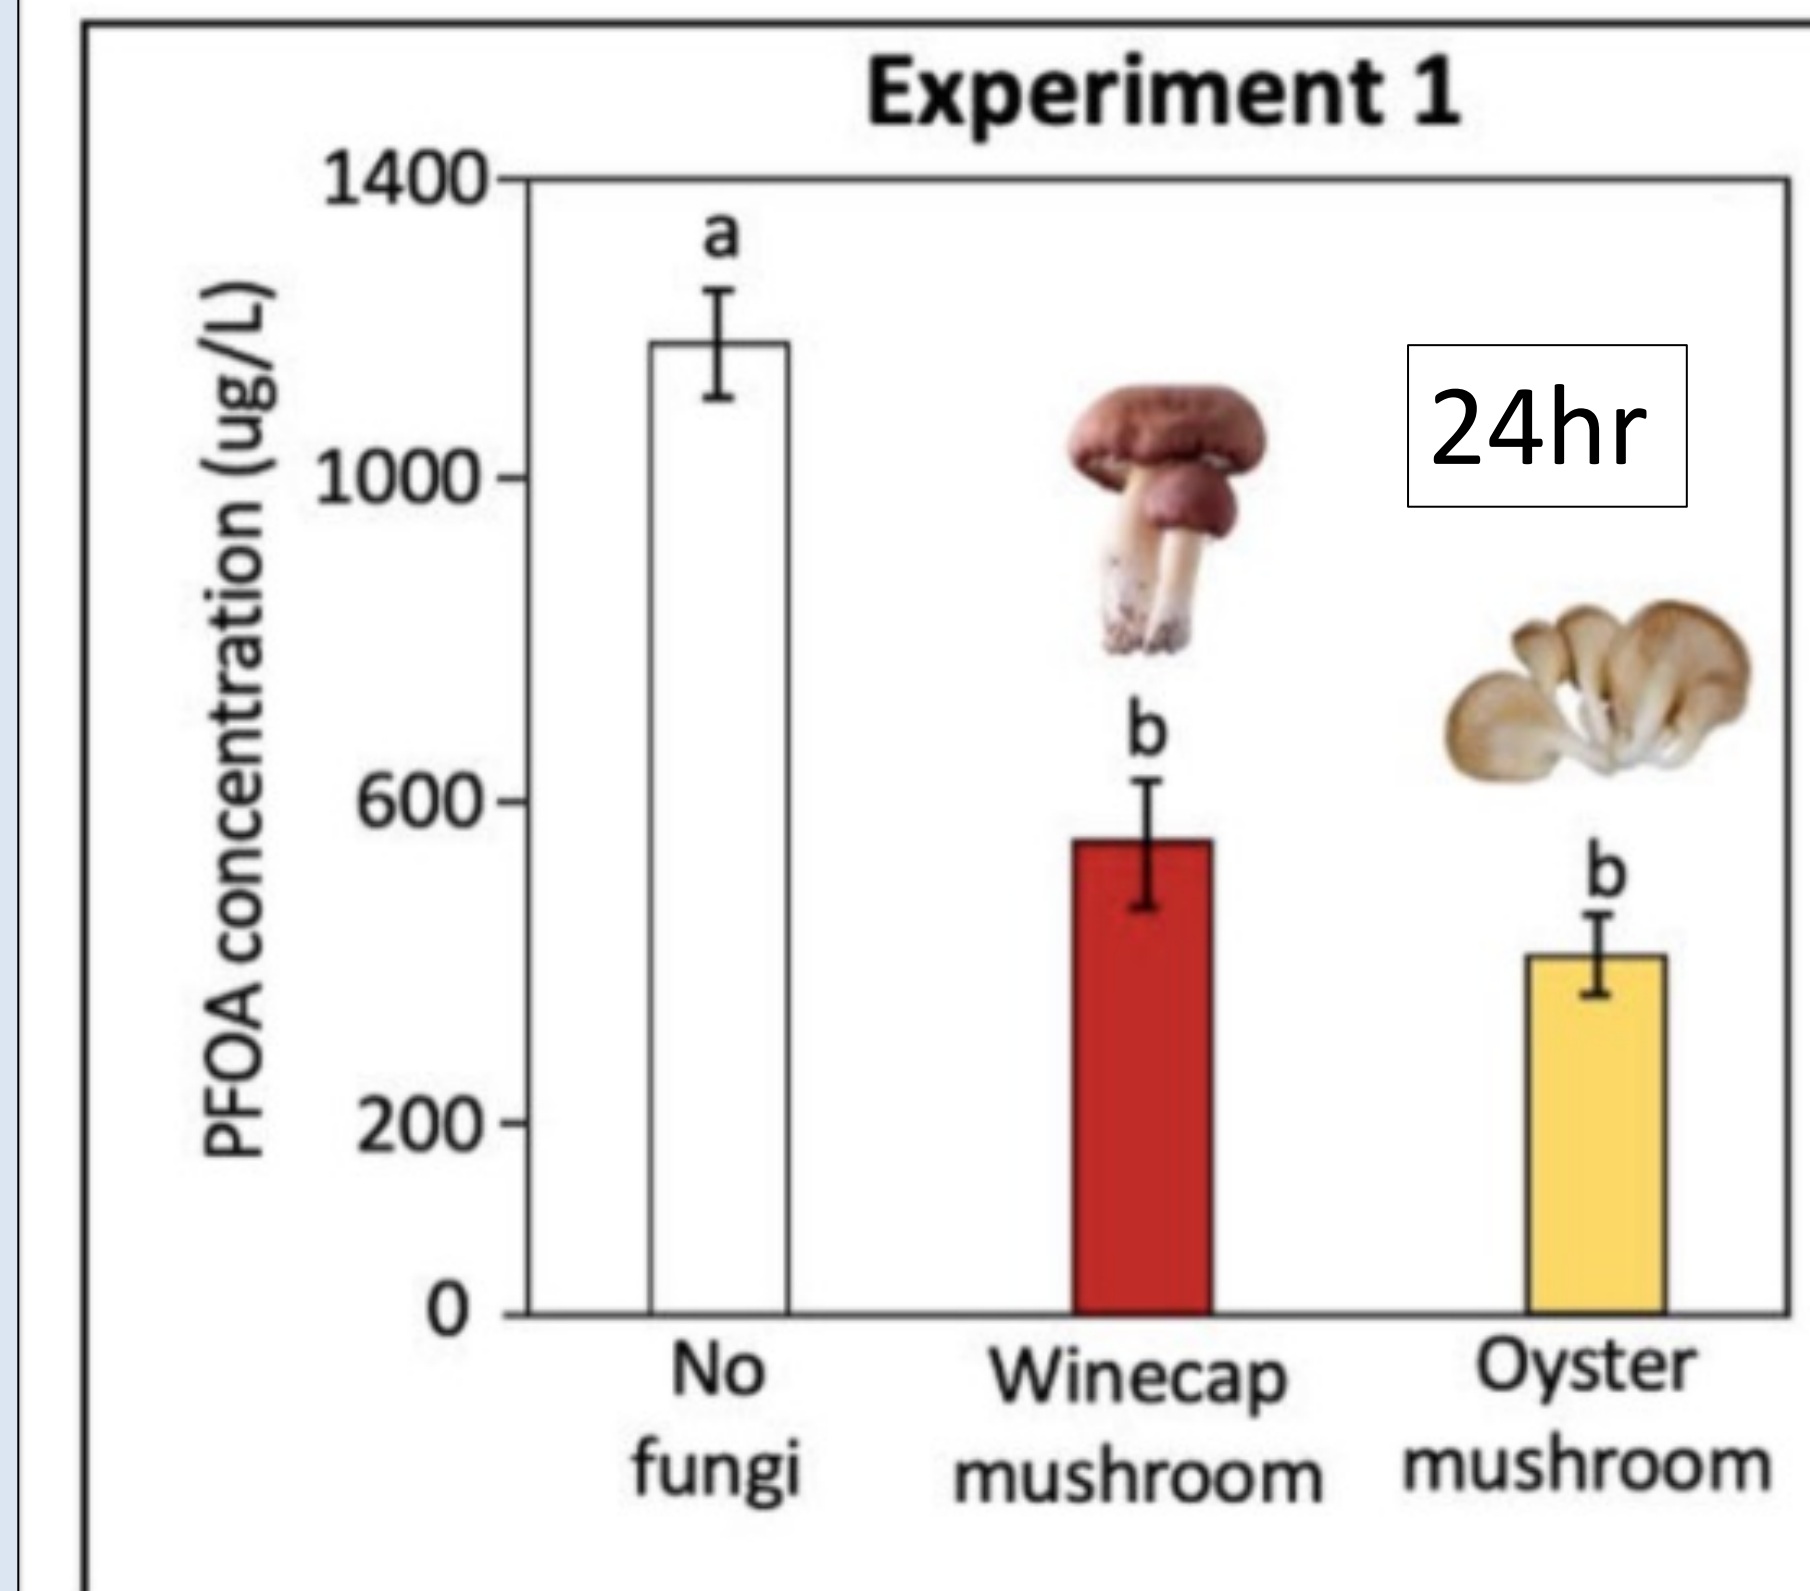 Experiment 1
1400
a
PFOA concentration (ug/L)
24hr
1000
b
600
b
200
0
No
fungi
Winecap
mushroom
Oyster
mushroom